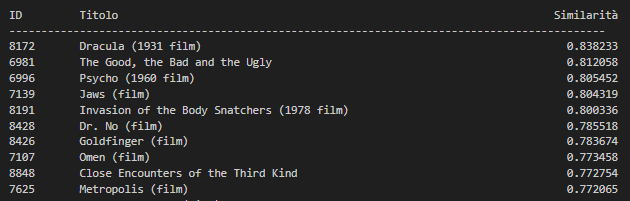 ID Titolo Similarità
--------------------------------------------------------------------------------------------
8172 Dracula (1931 film) 0.838233
6981 The Good, the Bad and the Ugly 0.812058
6996 Psycho (1960 film) 0.805452
7139 Jaws (film) 0.804319
8191 Invasion of the Body Snatchers (1978 film) 0.800336
8428 Dr. No (film) 0.785518
8426 Goldfinger (film) 0.783674
7107 Omen (film) 0.773458
8848 Close Encounters of the Third Kind 0.772754
7625 Metropolis (film) 0.772065